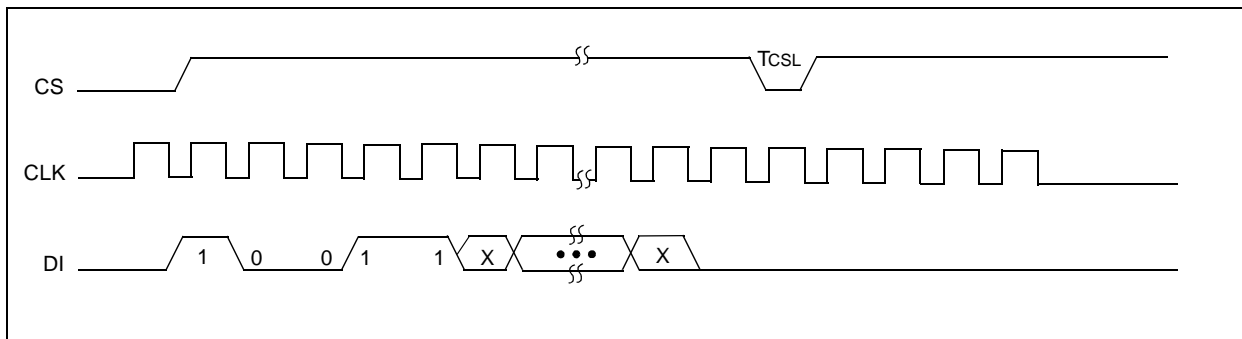 TCSL
CS
CLK
DI
1 0 0 1 1 X ••• X